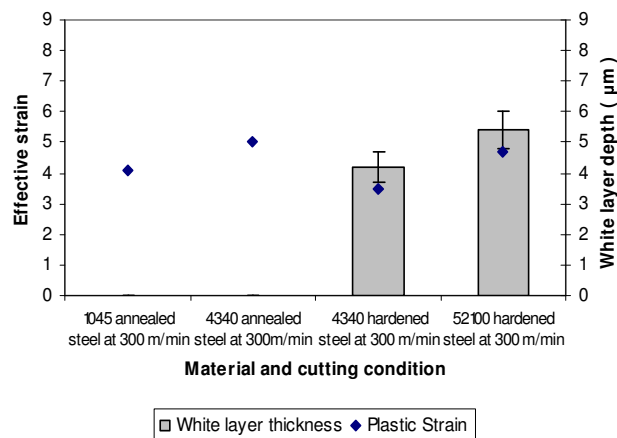 9
8
7
6
5
4
3
2
1
0
Effective strain
9
8
7
6
5
4
3
2
1
0
White layer depth ( µm)
1045 annealed
steel at 300 m/min
4340 annealed
steel at 300m/min
4340 hardened
steel at 300 m/min
52100 hardened
steel at 300 m/min
Material and cutting condition
White layer thickness
Plastic Strain